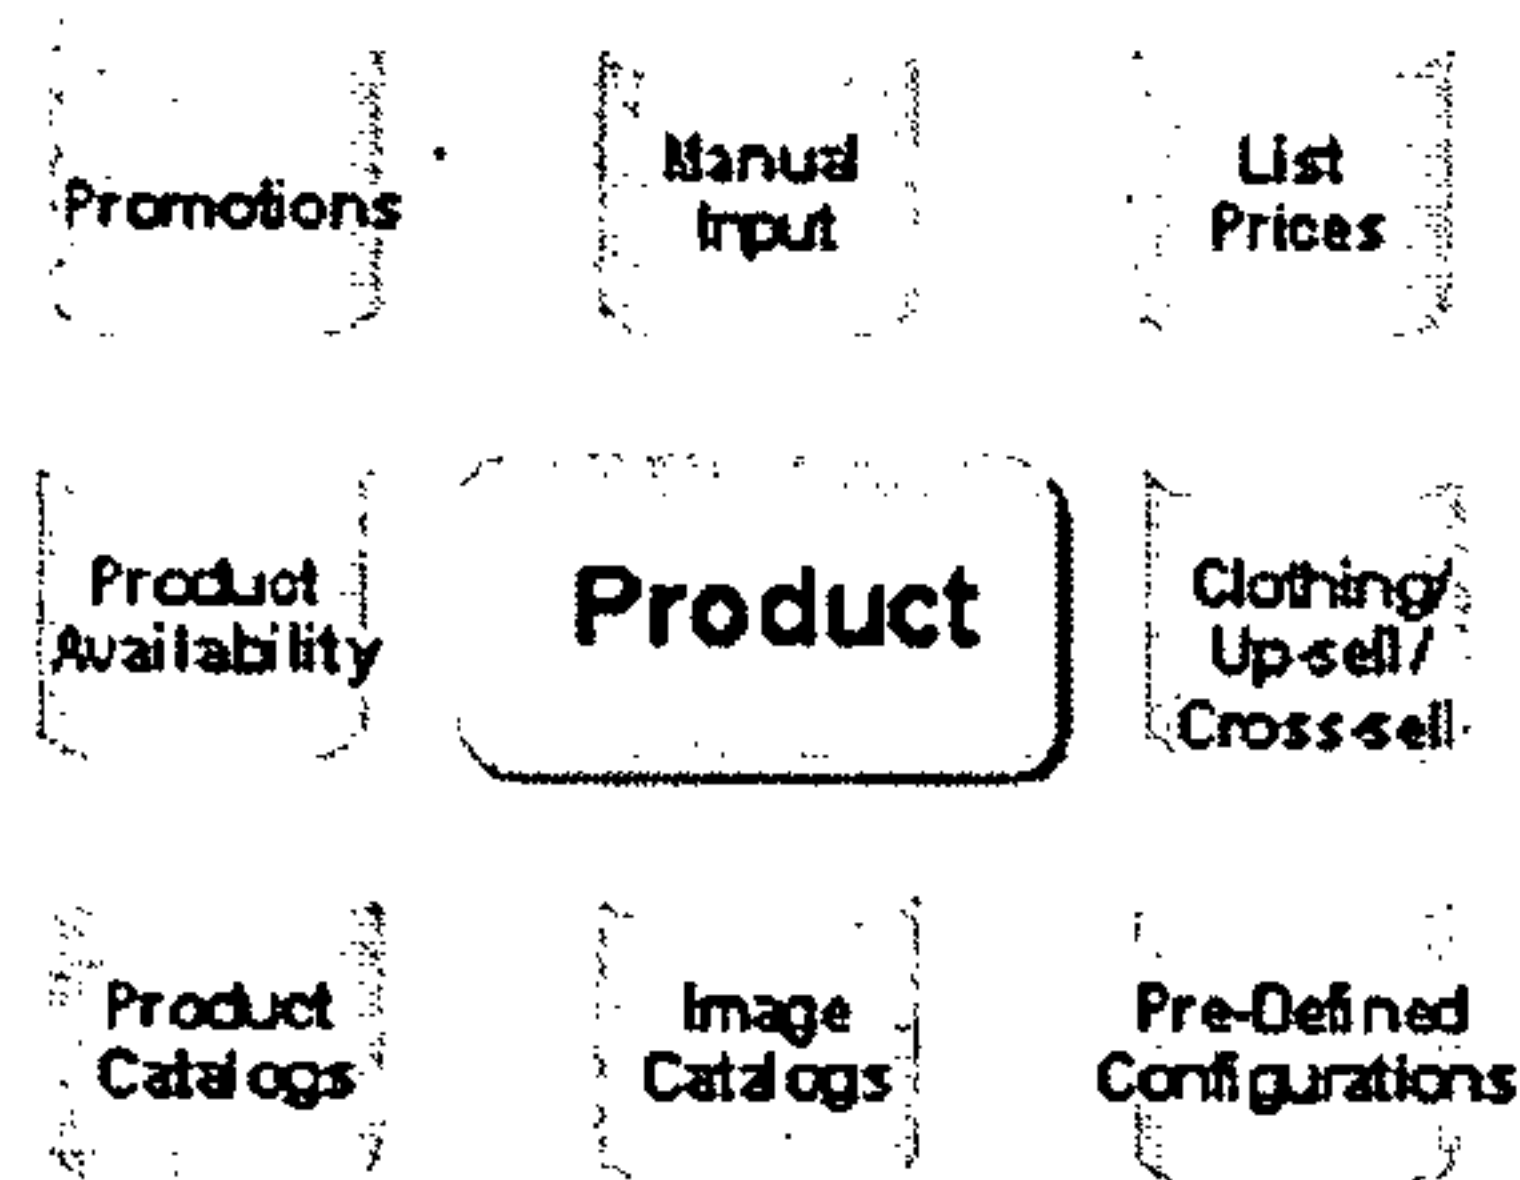 Promotions
Manual
Input
List
Prices
Product
Availability
Product
Clothing/
Up-sell/
Cross-sell
Product
Catalogs
Image
Catalogs
Pre-Defined
Configurations